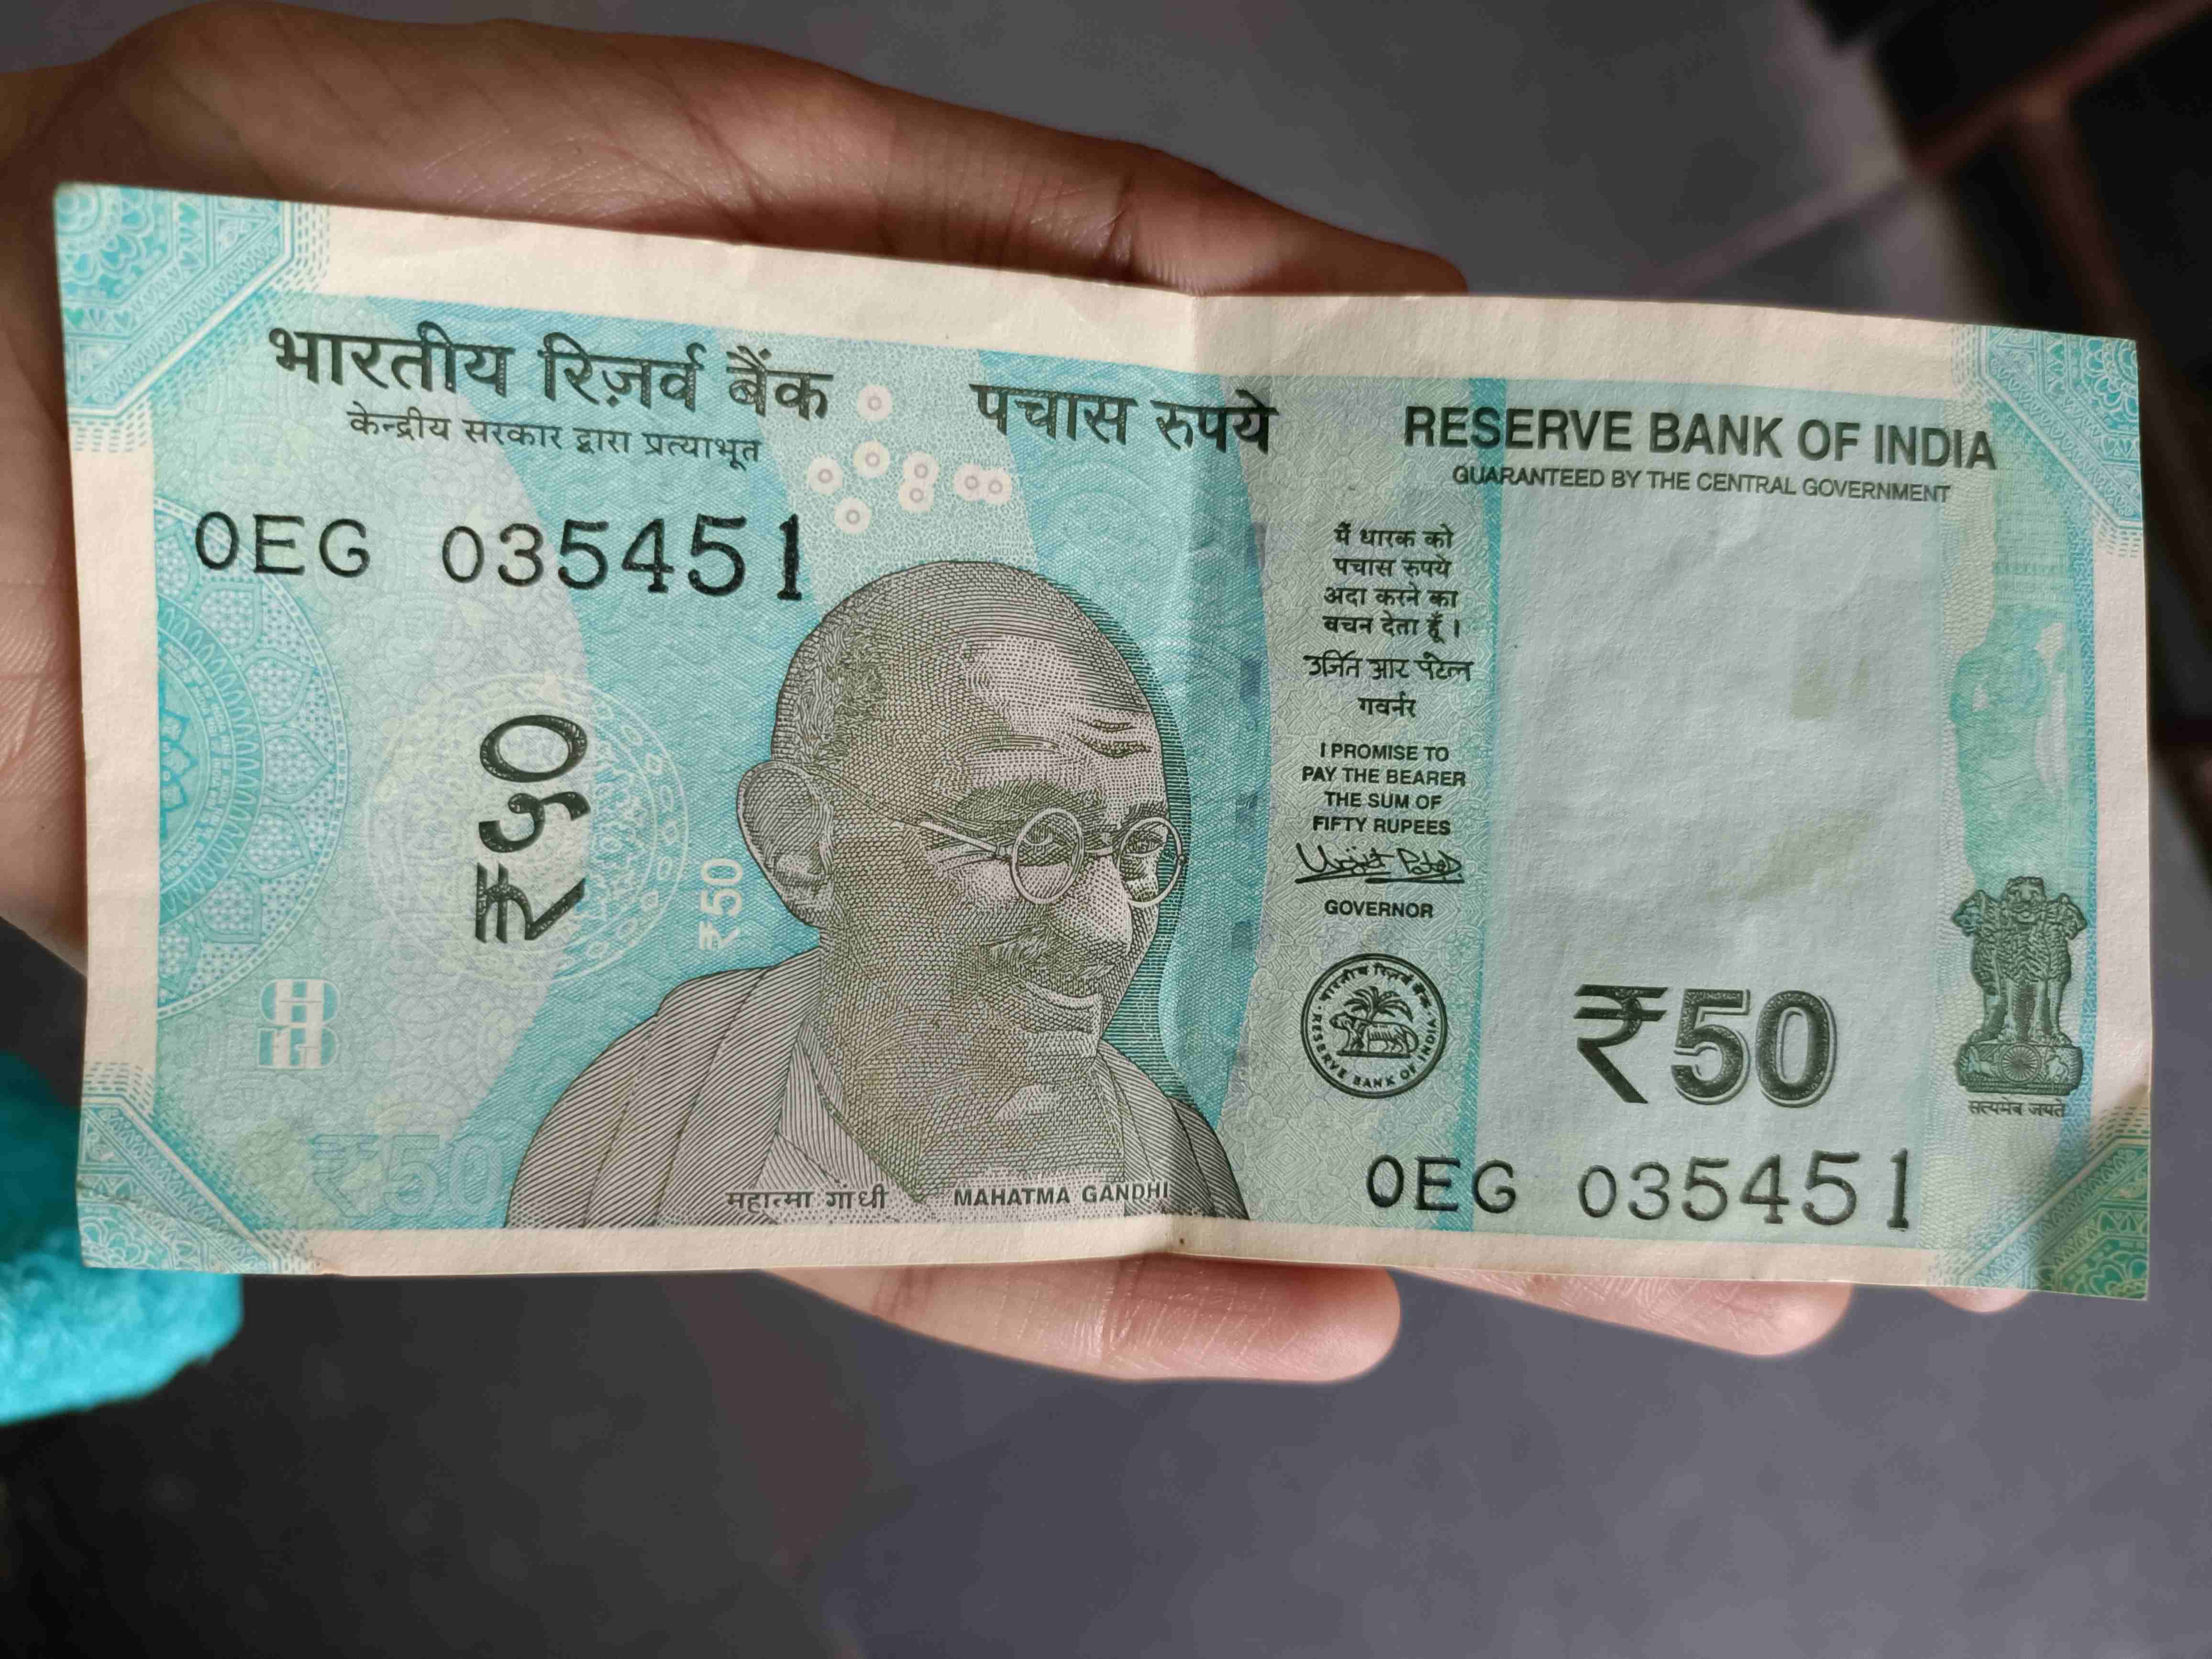 भारतीय रिज़र्व बैंक
केन्द्रीय सरकार द्वारा प्रत्याभूत
पचास रुपये
0EG 035451
₹५०
₹50
₹50
महात्मा गांधी
MAHATMA GANDHI
RESERVE BANK OF INDIA
GUARANTEED BY THE CENTRAL GOVERNMENT
मैं धारक को
पचास रुपये
अदा करने का
वचन देता हूँ ।
उर्जित आर पटेल
गवर्नर
I PROMISE TO
PAY THE BEARER
THE SUM OF
FIFTY RUPEES
Urjit Patel
GOVERNOR
भारतीय रिज़र्व बैंक
RESERVE BANK OF INDIA
₹50
सत्यमेव जयते
0EG 035451